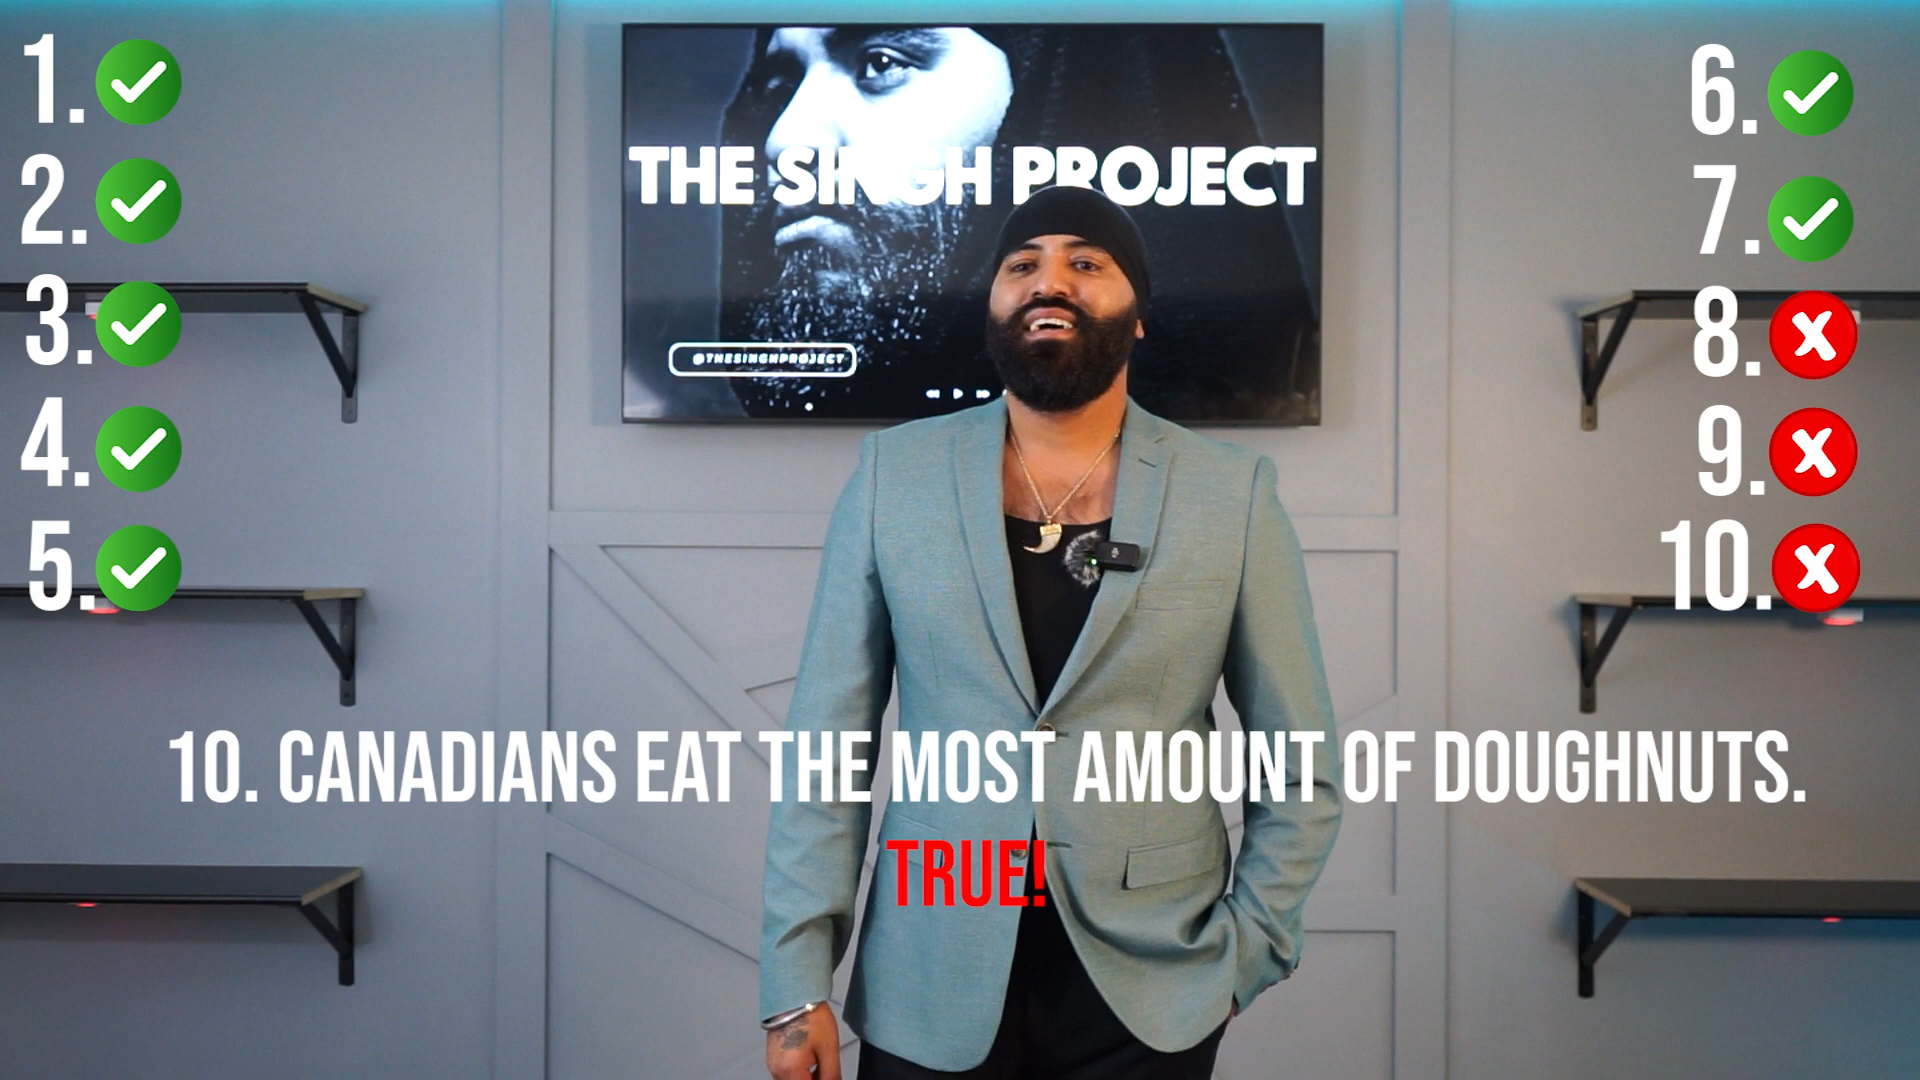 1.
2.
3.
4.
5.
6.
7.
8.
9.
10.
THE SINGH PROJECT
@THESINGHPROJECT
10. CANADIANS EAT THE MOST AMOUNT OF DOUGHNUTS.
TRUE!